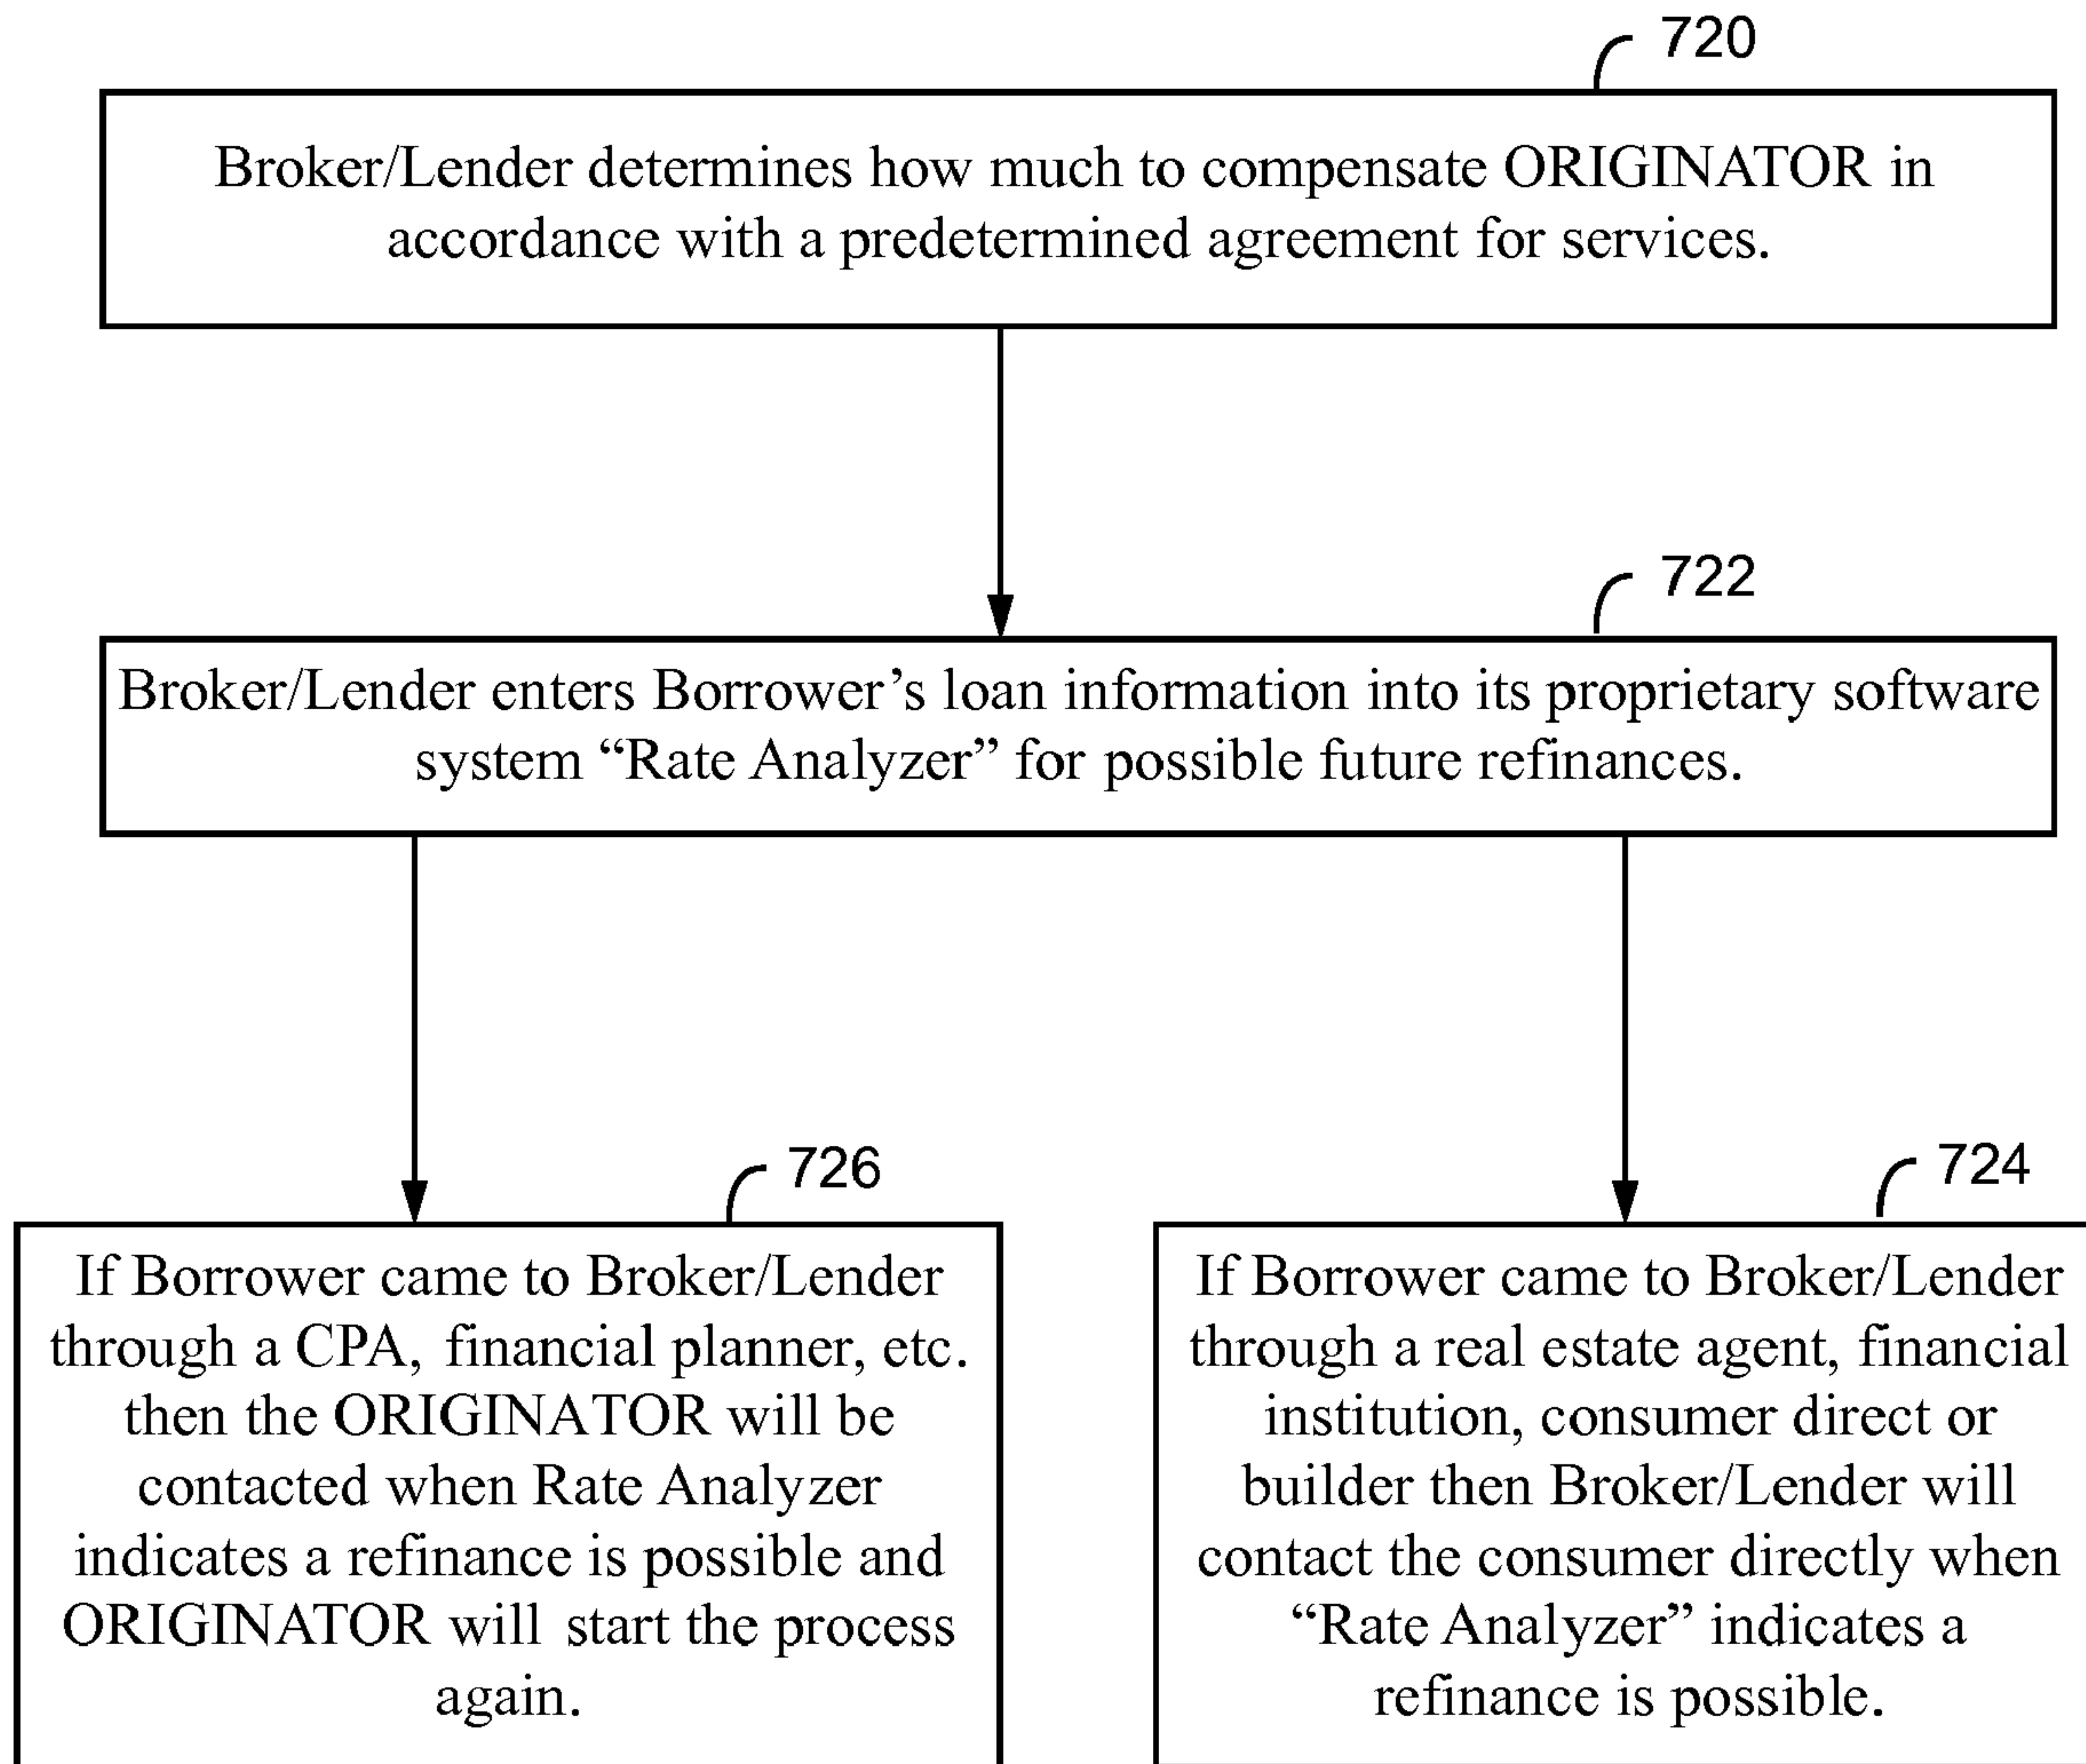 720
Broker/Lender determines how much to compensate ORIGINATOR in
accordance with a predetermined agreement for services.
722
Broker/Lender enters Borrower’s loan information into its proprietary software
system “Rate Analyzer” for possible future refinances.
726
If Borrower came to Broker/Lender
through a CPA, financial planner, etc.
then the ORIGINATOR will be
contacted when Rate Analyzer
indicates a refinance is possible and
ORIGINATOR will start the process
again.
724
If Borrower came to Broker/Lender
through a real estate agent, financial
institution, consumer direct or
builder then Broker/Lender will
contact the consumer directly when
“Rate Analyzer” indicates a
refinance is possible.